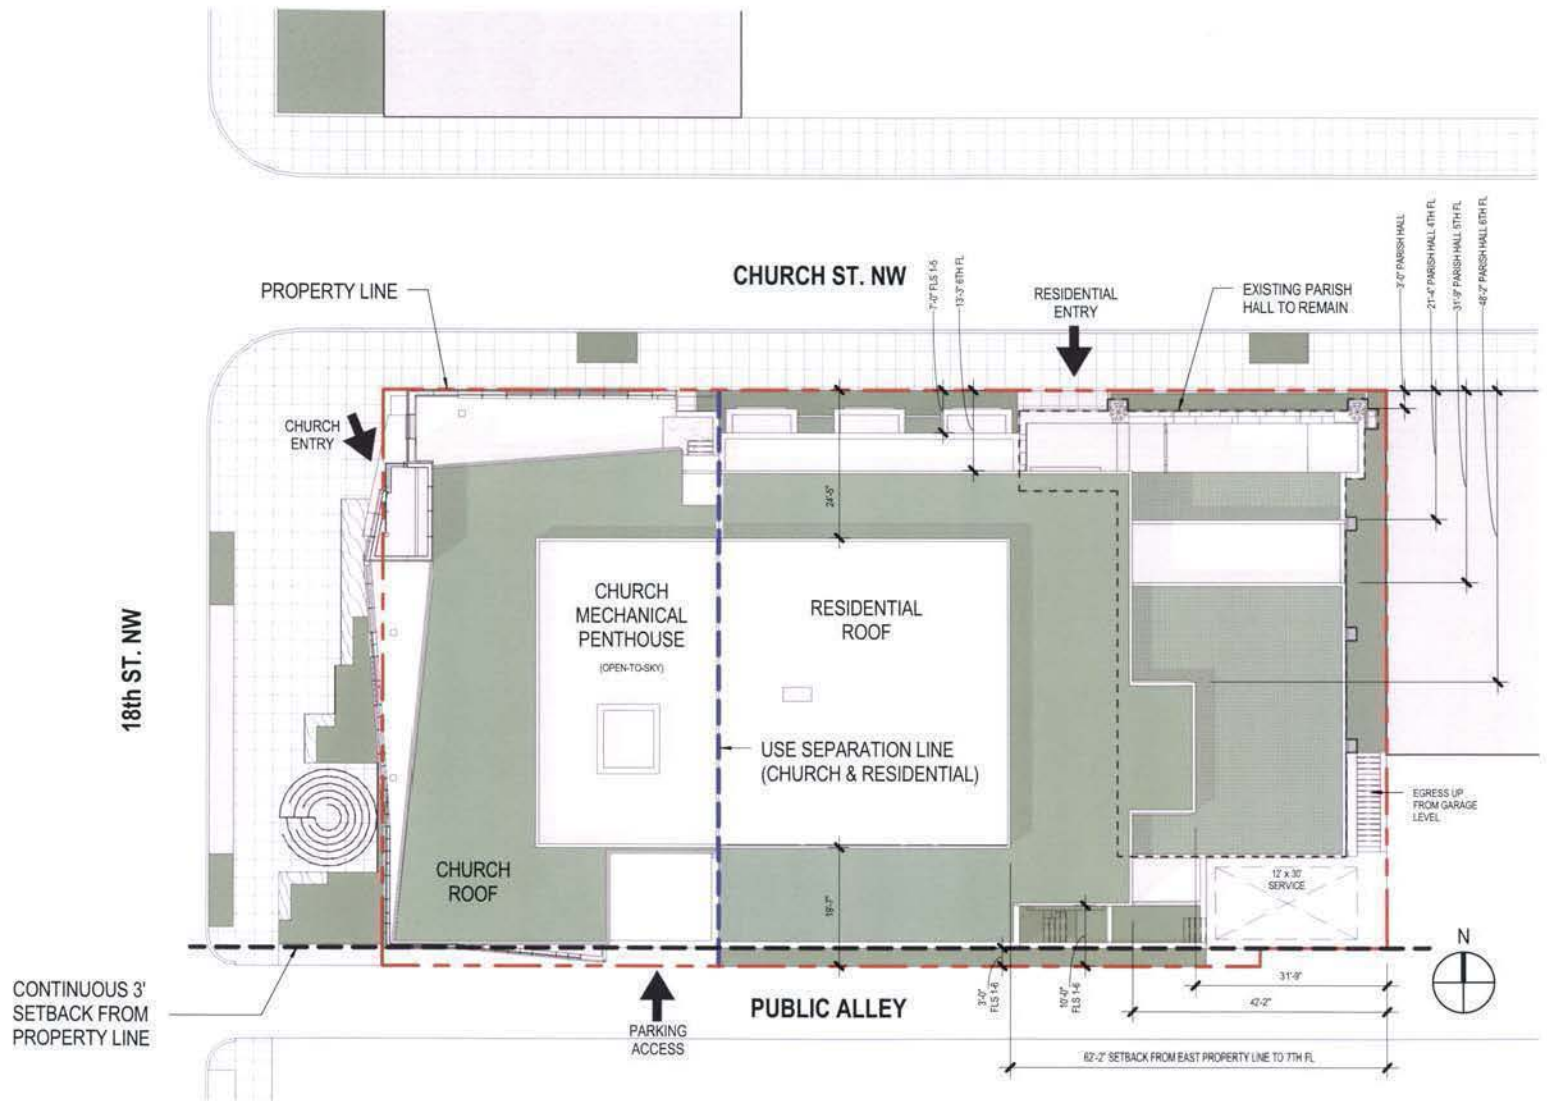 3'-0" PARISH HALL
21'-4" PARISH HALL 4TH FL
31'-9" PARISH HALL 5TH FL
48'-2" PARISH HALL 6TH FL
CHURCH ST. NW
7'-0" FLS 1-5
13'-3" 6TH FL
PROPERTY LINE
RESIDENTIAL
ENTRY
EXISTING PARISH
HALL TO REMAIN
CHURCH
ENTRY
24'-5"
CHURCH
MECHANICAL
PENTHOUSE
(OPEN-TO-SKY)
RESIDENTIAL
ROOF
18th ST. NW
USE SEPARATION LINE
(CHURCH & RESIDENTIAL)
EGRESS UP
FROM GARAGE
LEVEL
CHURCH
ROOF
12' x 30'
SERVICE
19'-7"
N
CONTINUOUS 3'
SETBACK FROM
PROPERTY LINE
3'-0"
FLS 1-6
10'-0"
FLS 1-6
31'-9"
42'-2"
PUBLIC ALLEY
PARKING
ACCESS
62'-2" SETBACK FROM EAST PROPERTY LINE TO 7TH FL